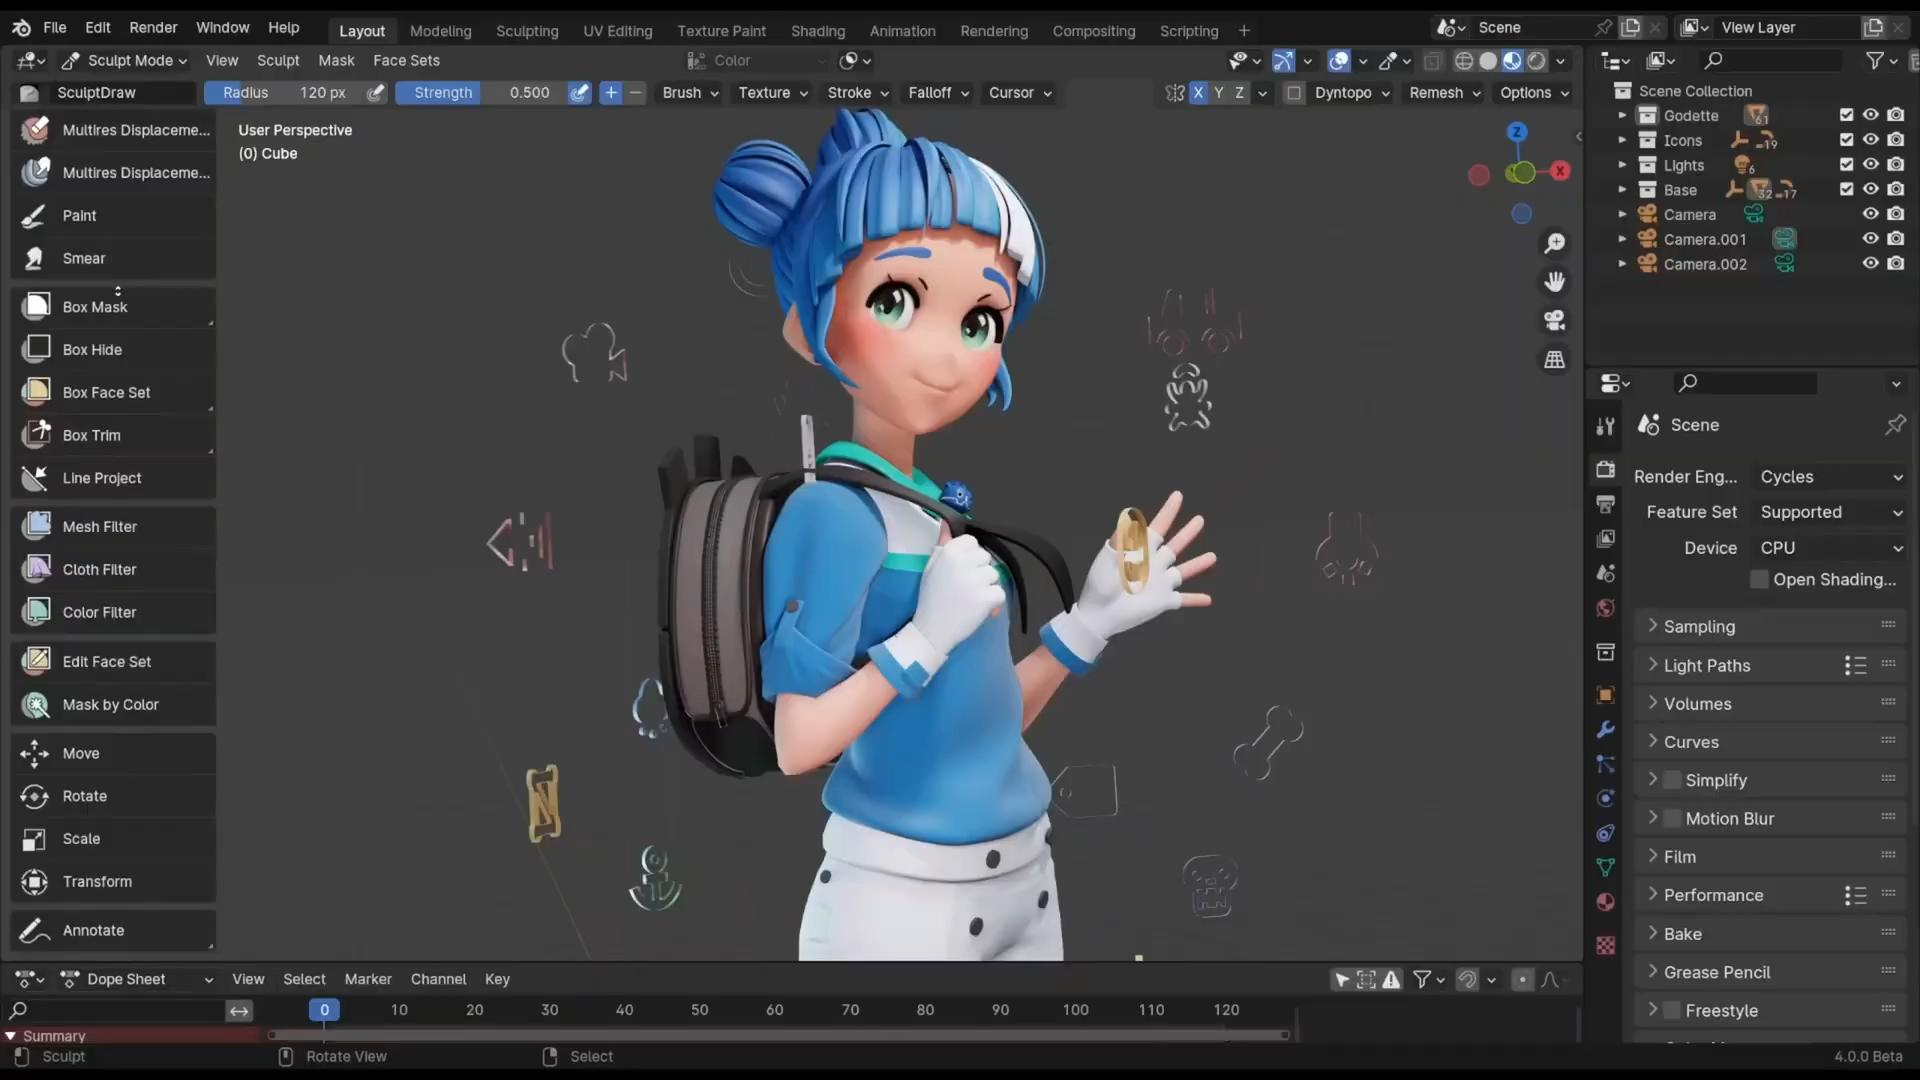 File Edit Render Window Help Layout Modeling Sculpting UV Editing Texture Paint Shading Animation Rendering Compositing Scripting + Scene View Layer
Sculpt Mode View Sculpt Mask Face Sets Color
SculptDraw Radius 120 px Strength 0.500 + − Brush Texture Stroke Falloff Cursor X Y Z Dyntopo Remesh Options
Multires Displaceme...
Multires Displaceme...
Paint
Smear
Box Mask
Box Hide
Box Face Set
Box Trim
Line Project
Mesh Filter
Cloth Filter
Color Filter
Edit Face Set
Mask by Color
Move
Rotate
Scale
Transform
Annotate
User Perspective
(0) Cube
Z
X
Scene Collection
Godette 61
Icons 19
Lights 6
Base 32 17
Camera
Camera.001
Camera.002
Scene
Render Eng... Cycles
Feature Set Supported
Device CPU
Open Shading...
Sampling
Light Paths
Volumes
Curves
Simplify
Motion Blur
Film
Performance
Bake
Grease Pencil
Freestyle
Dope Sheet View Select Marker Channel Key
0 10 20 30 40 50 60 70 80 90 100 110 120
Summary
Sculpt Rotate View Select 4.0.0 Beta